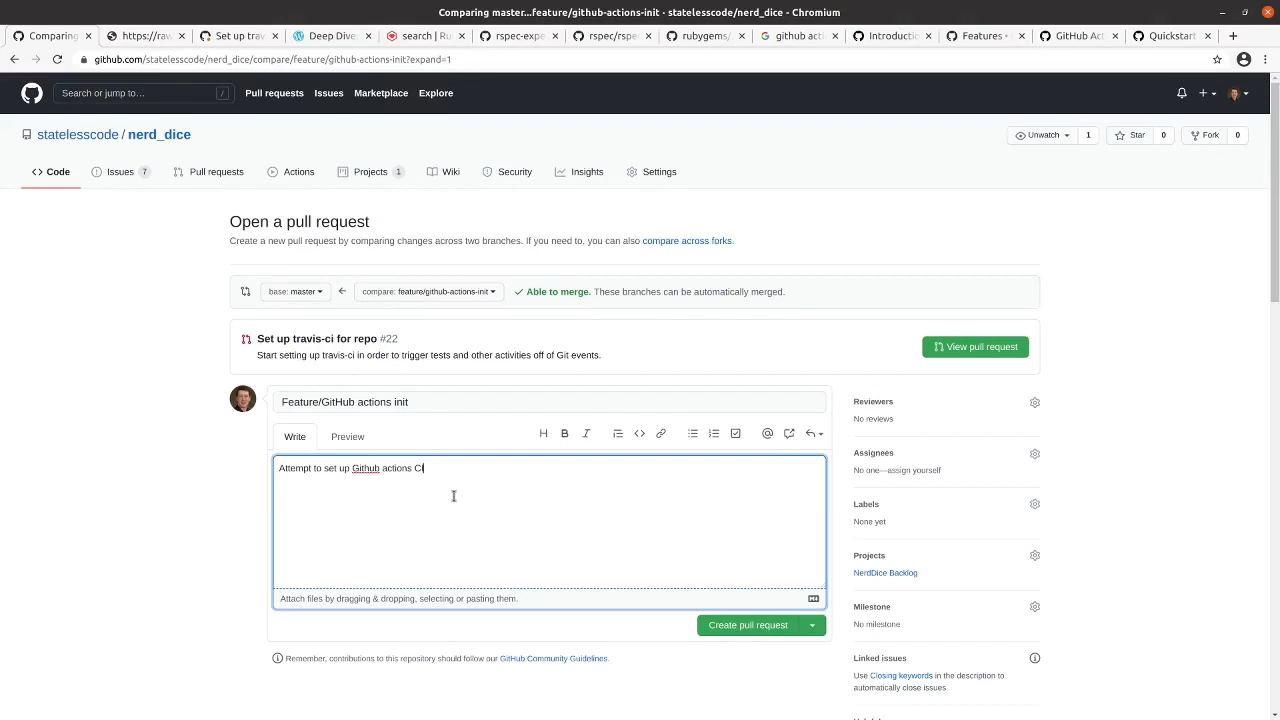 Comparing master...feature/github-actions-init · statelesscode/nerd_dice - Chromium
Comparing
https://raw
Set up trav
Deep Dives
search | Ru
rspec-expe
rspec/rspe
rubygems/
github acti
Introductic
Features •
GitHub Act
Quickstart
github.com/statelesscode/nerd_dice/compare/feature/github-actions-init?expand=1
Search or jump to…
/
Pull requests
Issues
Marketplace
Explore
statelesscode / nerd_dice
Unwatch 1
Star 0
Fork 0
Code
Issues 7
Pull requests
Actions
Projects 1
Wiki
Security
Insights
Settings
Open a pull request
Create a new pull request by comparing changes across two branches. If you need to, you can also compare across forks.
base: master
compare: feature/github-actions-init
Able to merge. These branches can be automatically merged.
Set up travis-ci for repo #22
Start setting up travis-ci in order to trigger tests and other activities off of Git events.
View pull request
Feature/GitHub actions init
Write
Preview
Attempt to set up Github actions CI
Attach files by dragging & dropping, selecting or pasting them.
Create pull request
Remember, contributions to this repository should follow our GitHub Community Guidelines.
Reviewers
No reviews
Assignees
No one—assign yourself
Labels
None yet
Projects
NerdDice Backlog
Milestone
No milestone
Linked issues
Use Closing keywords in the description to
automatically close issues